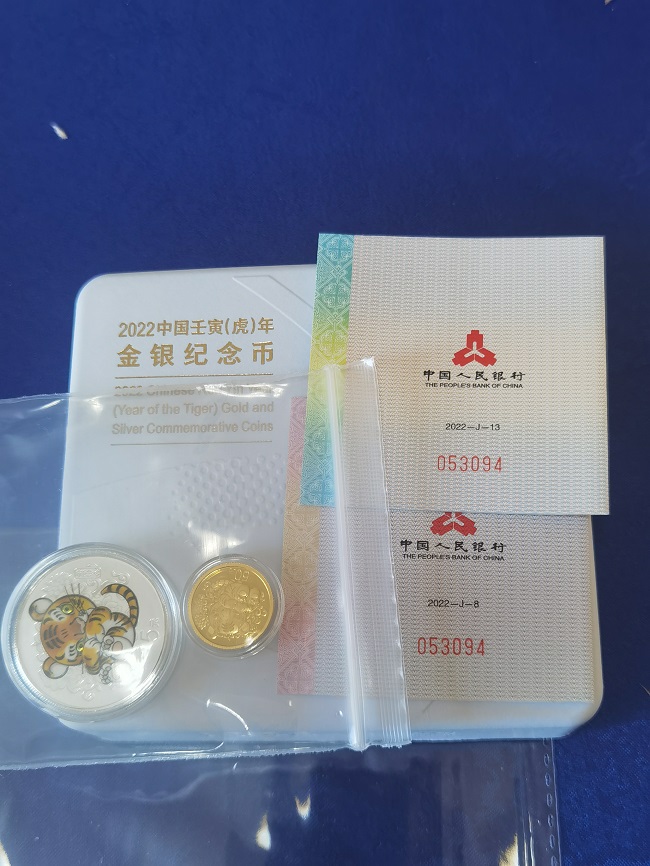 2022中国壬寅(虎)年
金银纪念币
(Year of the Tiger) Gold and
Silver Commemorative Coins
中国人民银行
THE PEOPLE'S BANK OF CHINA
2022—J—13
053094
中国人民银行
THE PEOPLE'S BANK OF CHINA
2022—J—8
053094